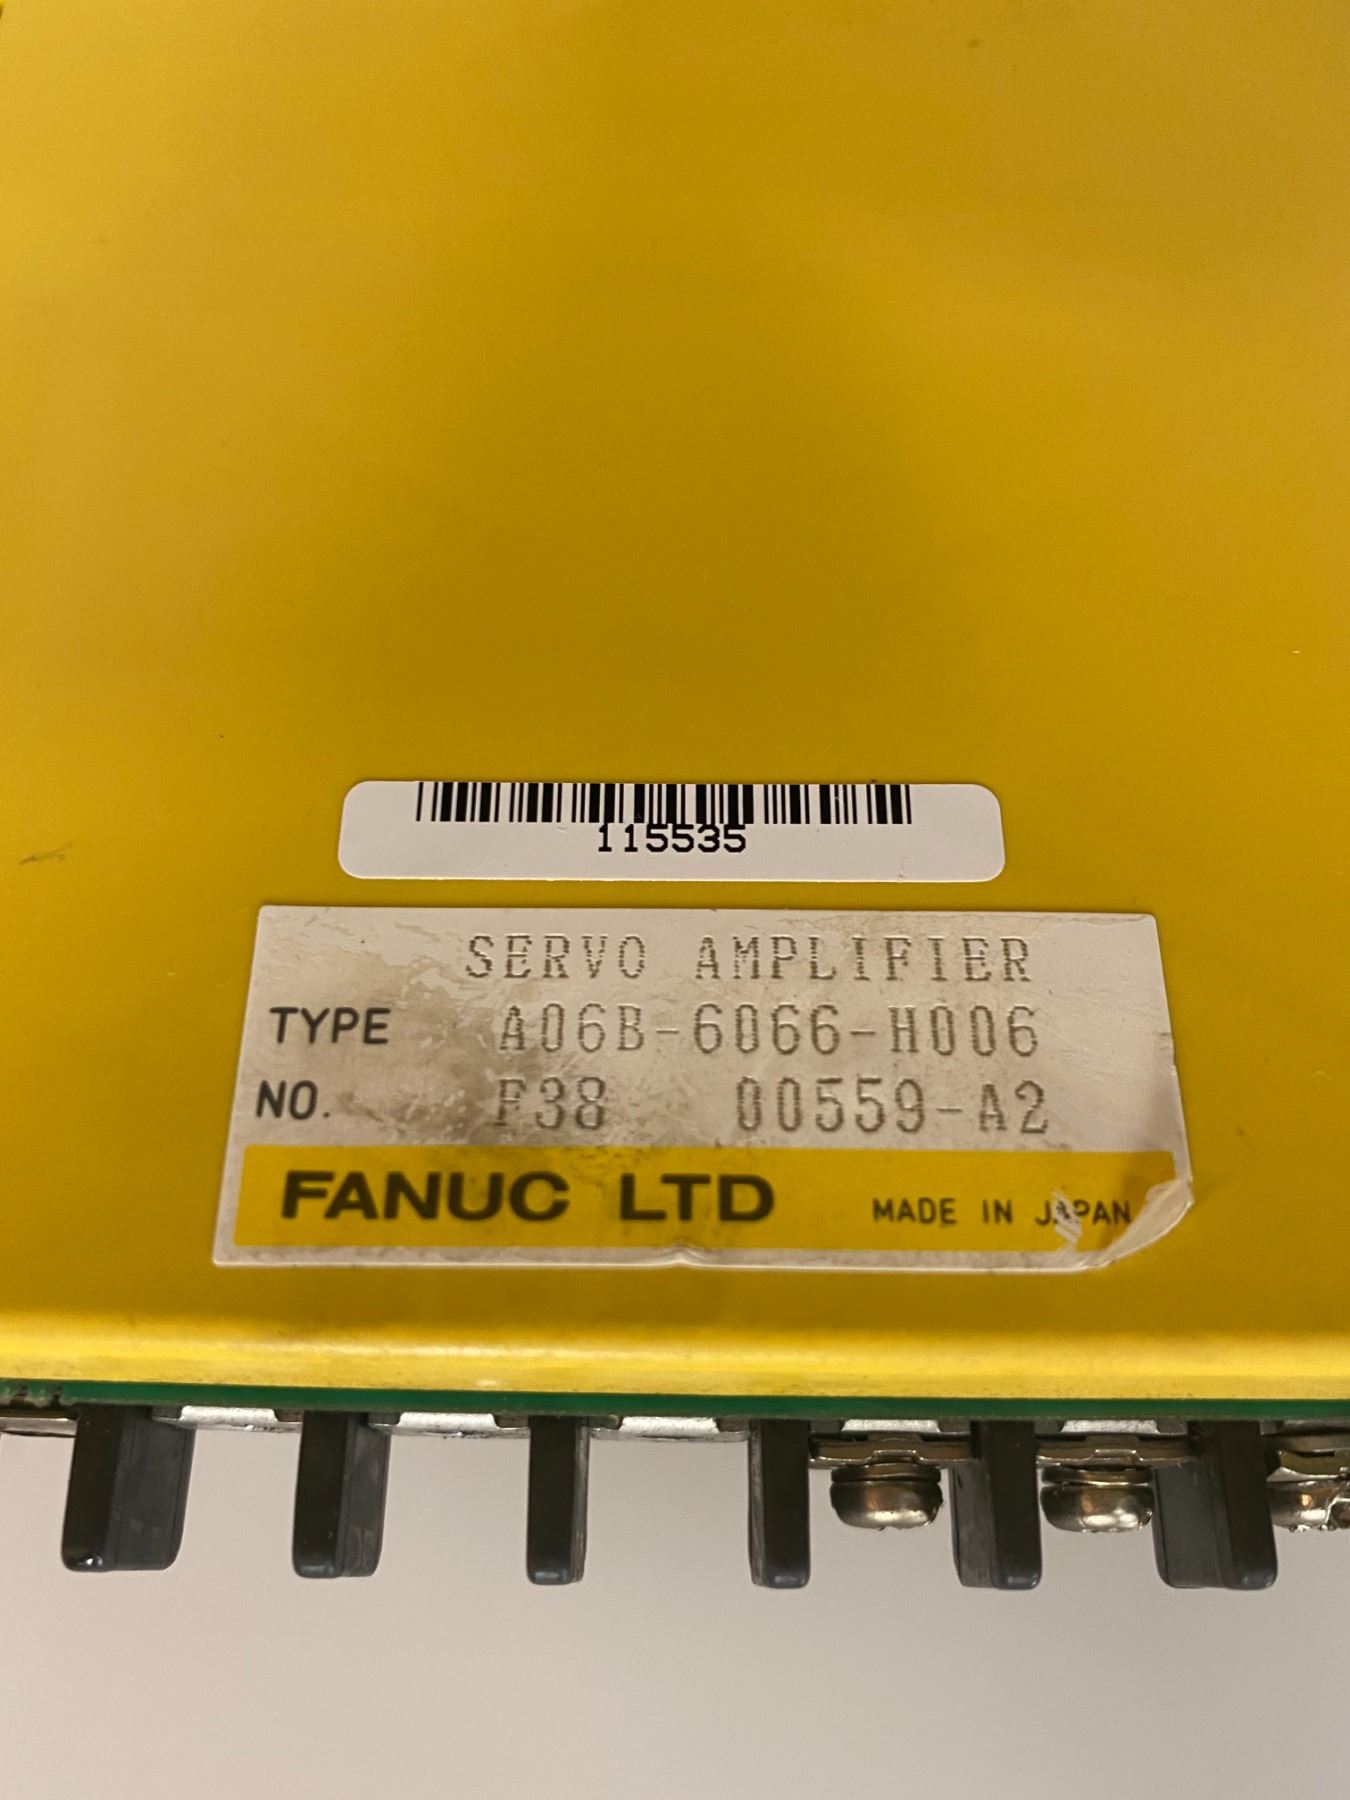 115535
SERVO AMPLIFIER
TYPE A06B-6066-H006
NO. F38 00559-A2
FANUC LTD MADE IN JAPAN